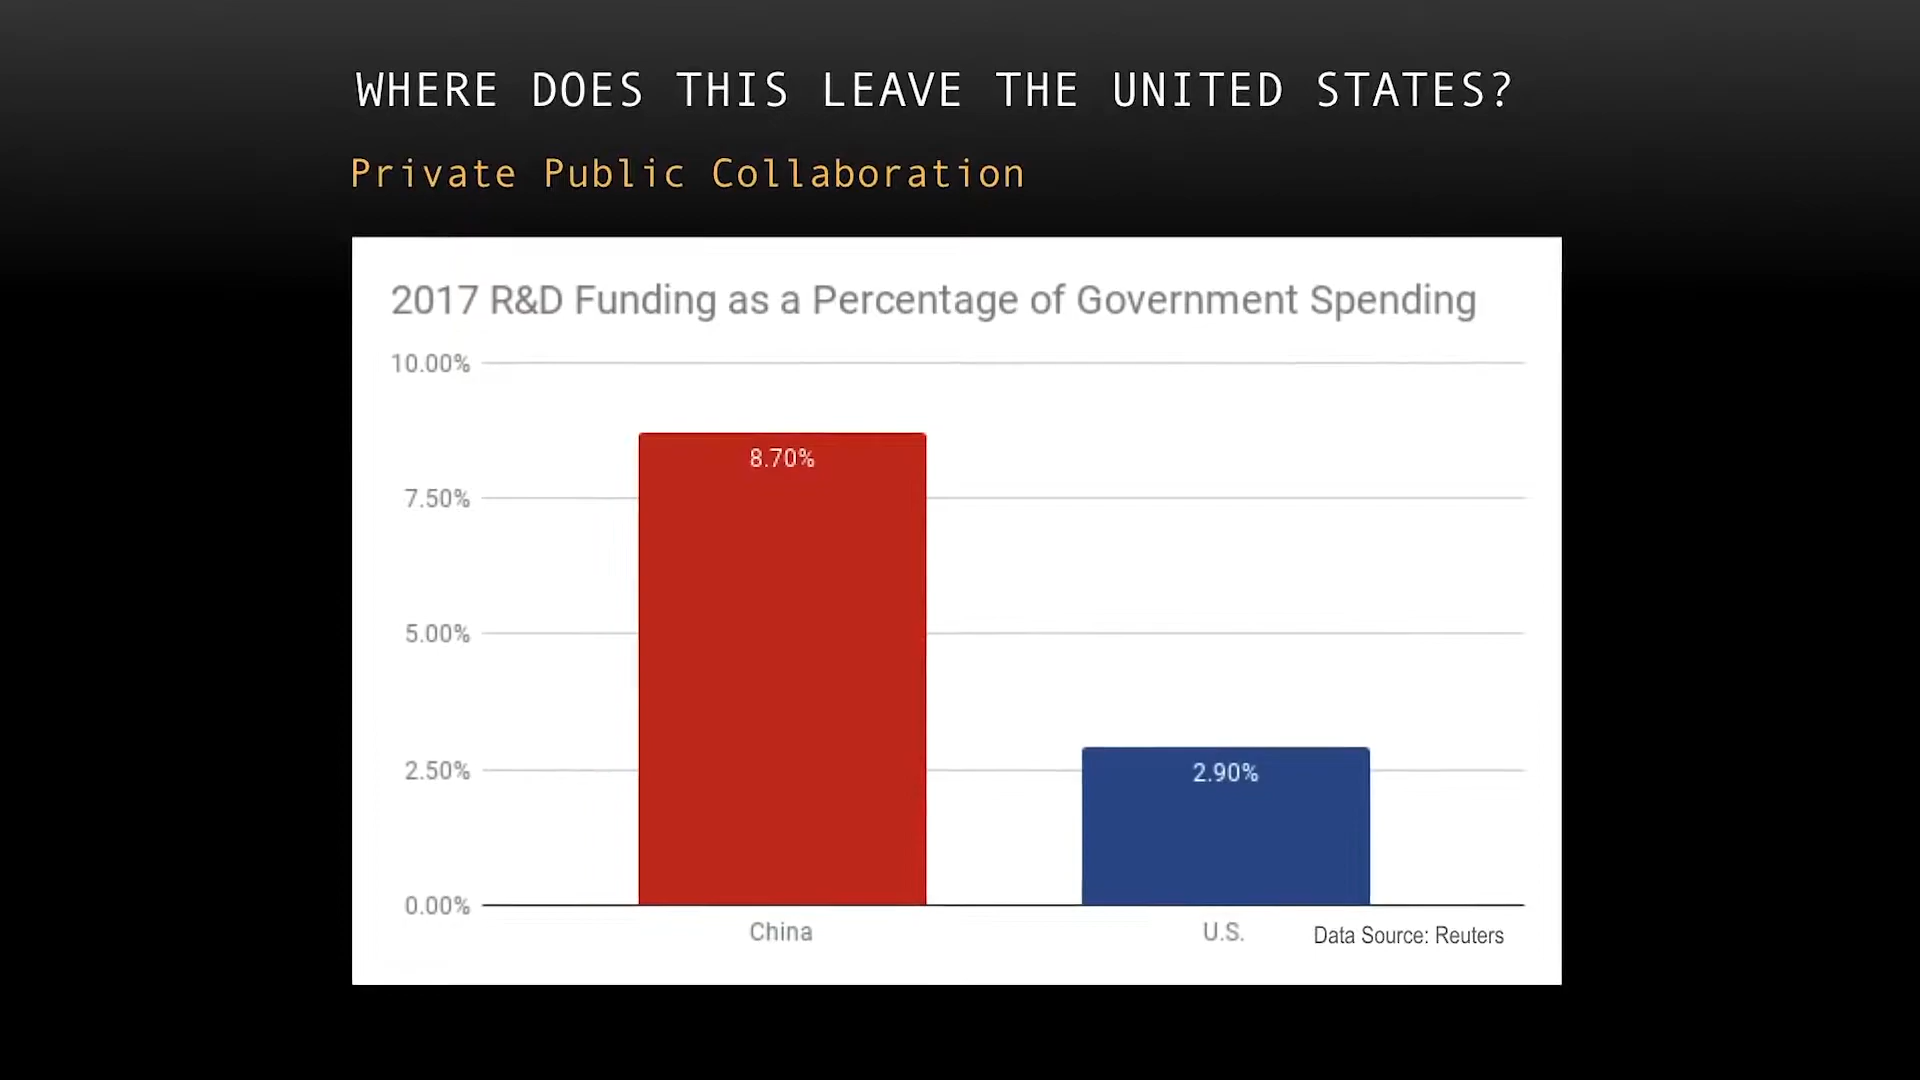 WHERE DOES THIS LEAVE THE UNITED STATES?
Private Public Collaboration
2017 R&D Funding as a Percentage of Government Spending
10.00%
8.70%
7.50%
5.00%
2.50%
2.90%
0.00%
China
U.S.
Data Source: Reuters